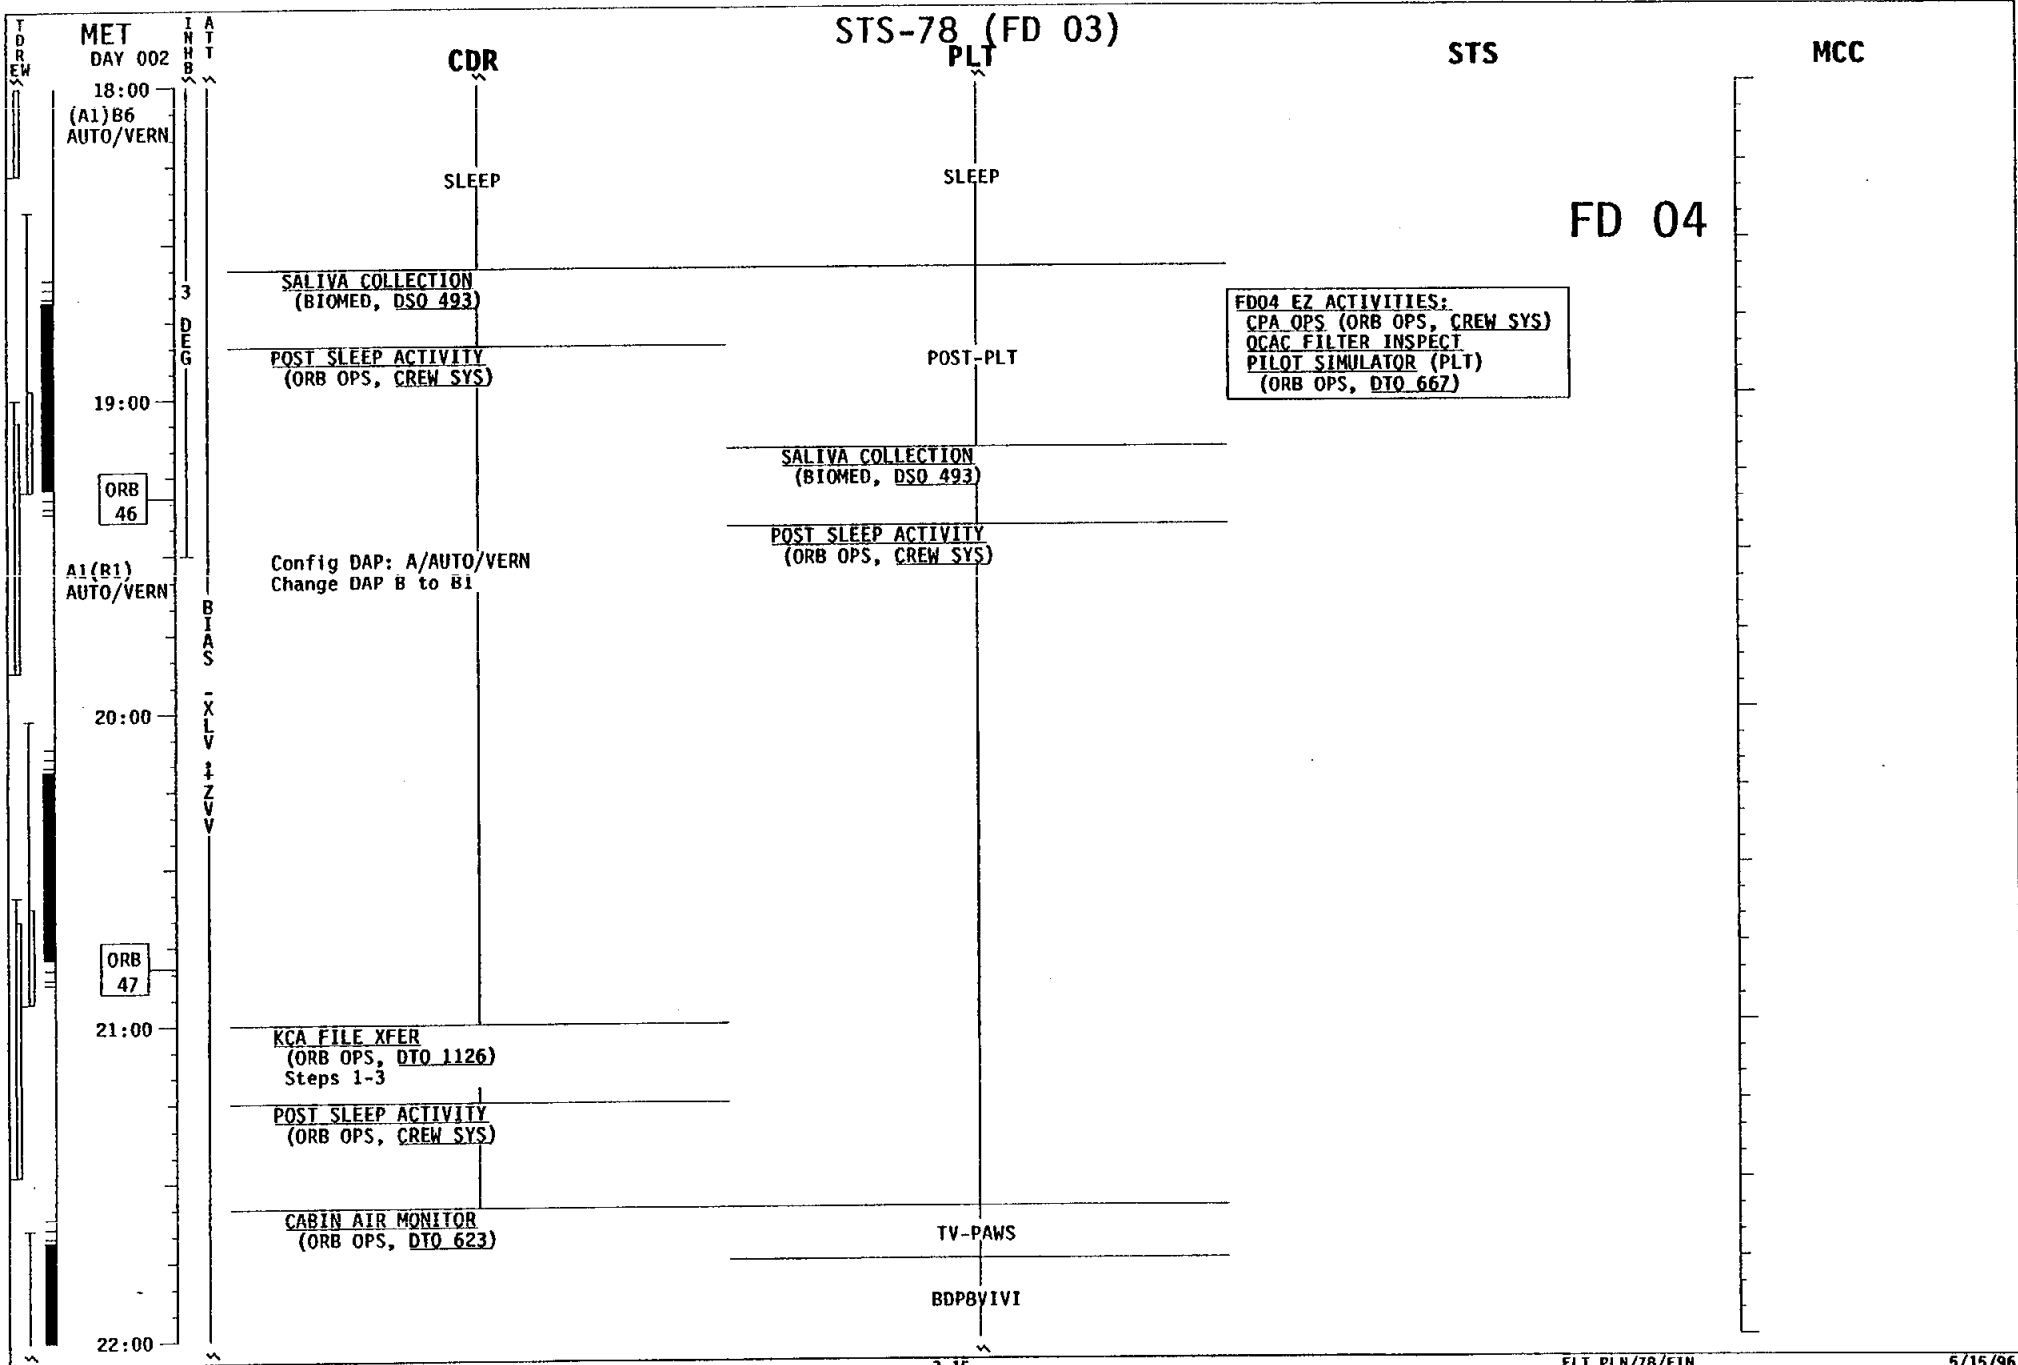 STS-78 (FD 03)
TDRE W
MET
DAY 002
INHB
ATT
CDR
PLT
STS
MCC
18:00
(A1)B6
AUTO/VERN
SLEEP
SLEEP
FD 04
SALIVA COLLECTION
(BIOMED, DSO 493)
3 DEG
FD04 EZ ACTIVITIES:
CPA OPS (ORB OPS, CREW SYS)
OCAC FILTER INSPECT
PILOT SIMULATOR (PLT)
(ORB OPS, DTO 667)
POST SLEEP ACTIVITY
(ORB OPS, CREW SYS)
POST-PLT
19:00
SALIVA COLLECTION
(BIOMED, DSO 493)
ORB
46
POST SLEEP ACTIVITY
(ORB OPS, CREW SYS)
A1(B1)
AUTO/VERN
Config DAP: A/AUTO/VERN
Change DAP B to B1
BIAS -XLV +ZVV
20:00
ORB
47
21:00
KCA FILE XFER
(ORB OPS, DTO 1126)
Steps 1-3
POST SLEEP ACTIVITY
(ORB OPS, CREW SYS)
CABIN AIR MONITOR
(ORB OPS, DTO 623)
TV-PAWS
BDP8VIVI
22:00
FLT PLN/78/FIN
5/15/96